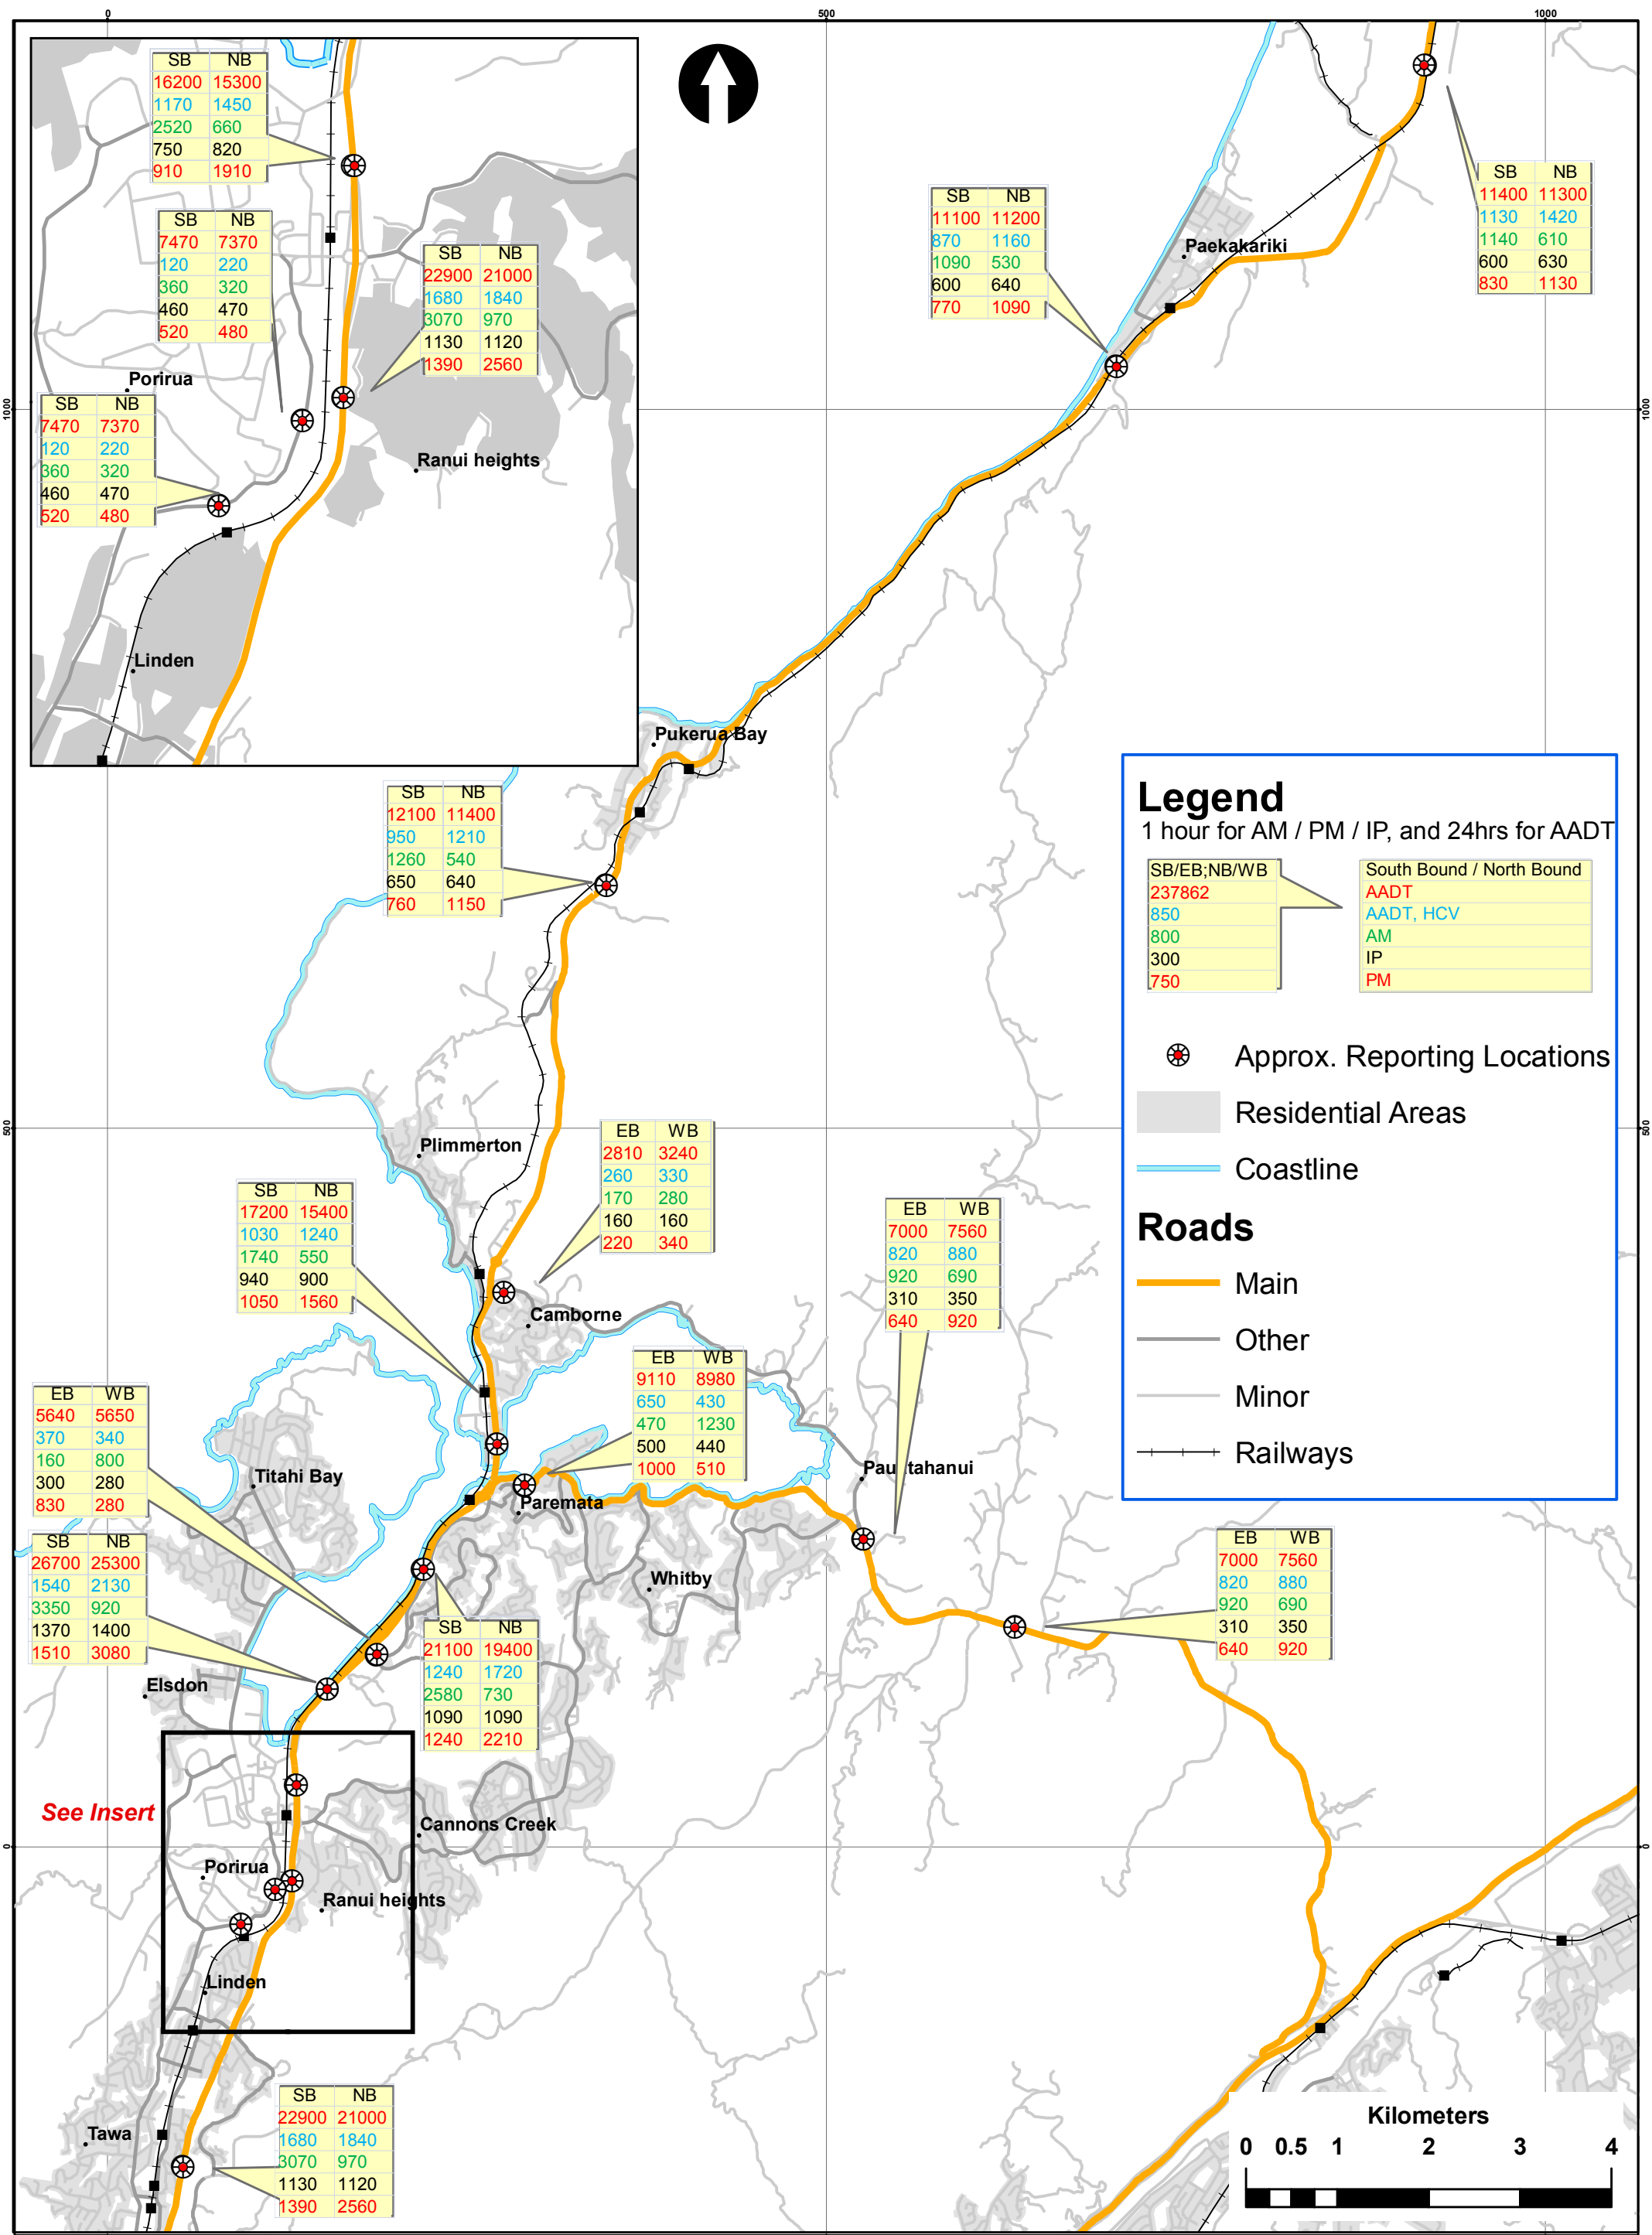 0 500 1000
SB NB
16200 15300
1170 1450
2520 660
750 820
910 1910
SB NB
7470 7370
120 220
360 320
460 470
520 480
SB NB
22900 21000
1680 1840
3070 970
1130 1120
1390 2560
Porirua
SB NB
7470 7370
120 220
360 320
460 470
520 480
Ranui heights
Linden
SB NB
11100 11200
870 1160
1090 530
600 640
770 1090
Paekakariki
SB NB
11400 11300
1130 1420
1140 610
600 630
830 1130
1000 1000
Pukerua Bay
SB NB
12100 11400
950 1210
1260 540
650 640
760 1150
Legend
1 hour for AM / PM / IP, and 24hrs for AADT
SB/EB;NB/WB
237862
850
800
300
750
South Bound / North Bound
AADT
AADT, HCV
AM
IP
PM
Approx. Reporting Locations
Residential Areas
Coastline
Roads
Main
Other
Minor
Railways
500 500
Plimmerton
EB WB
2810 3240
260 330
170 280
160 160
220 340
SB NB
17200 15400
1030 1240
1740 550
940 900
1050 1560
EB WB
7000 7560
820 880
920 690
310 350
640 920
Camborne
EB WB
9110 8980
650 430
470 1230
500 440
1000 510
EB WB
5640 5650
370 340
160 800
300 280
830 280
Titahi Bay
Paremata
Whitby
SB NB
26700 25300
1540 2130
3350 920
1370 1400
1510 3080
EB WB
7000 7560
820 880
920 690
310 350
640 920
SB NB
21100 19400
1240 1720
2580 730
1090 1090
1240 2210
Elsdon
See Insert
Cannons Creek
0 0
Porirua
Ranui heights
Linden
Tawa
SB NB
22900 21000
1680 1840
3070 970
1130 1120
1390 2560
Kilometers
0 0.5 1 2 3 4